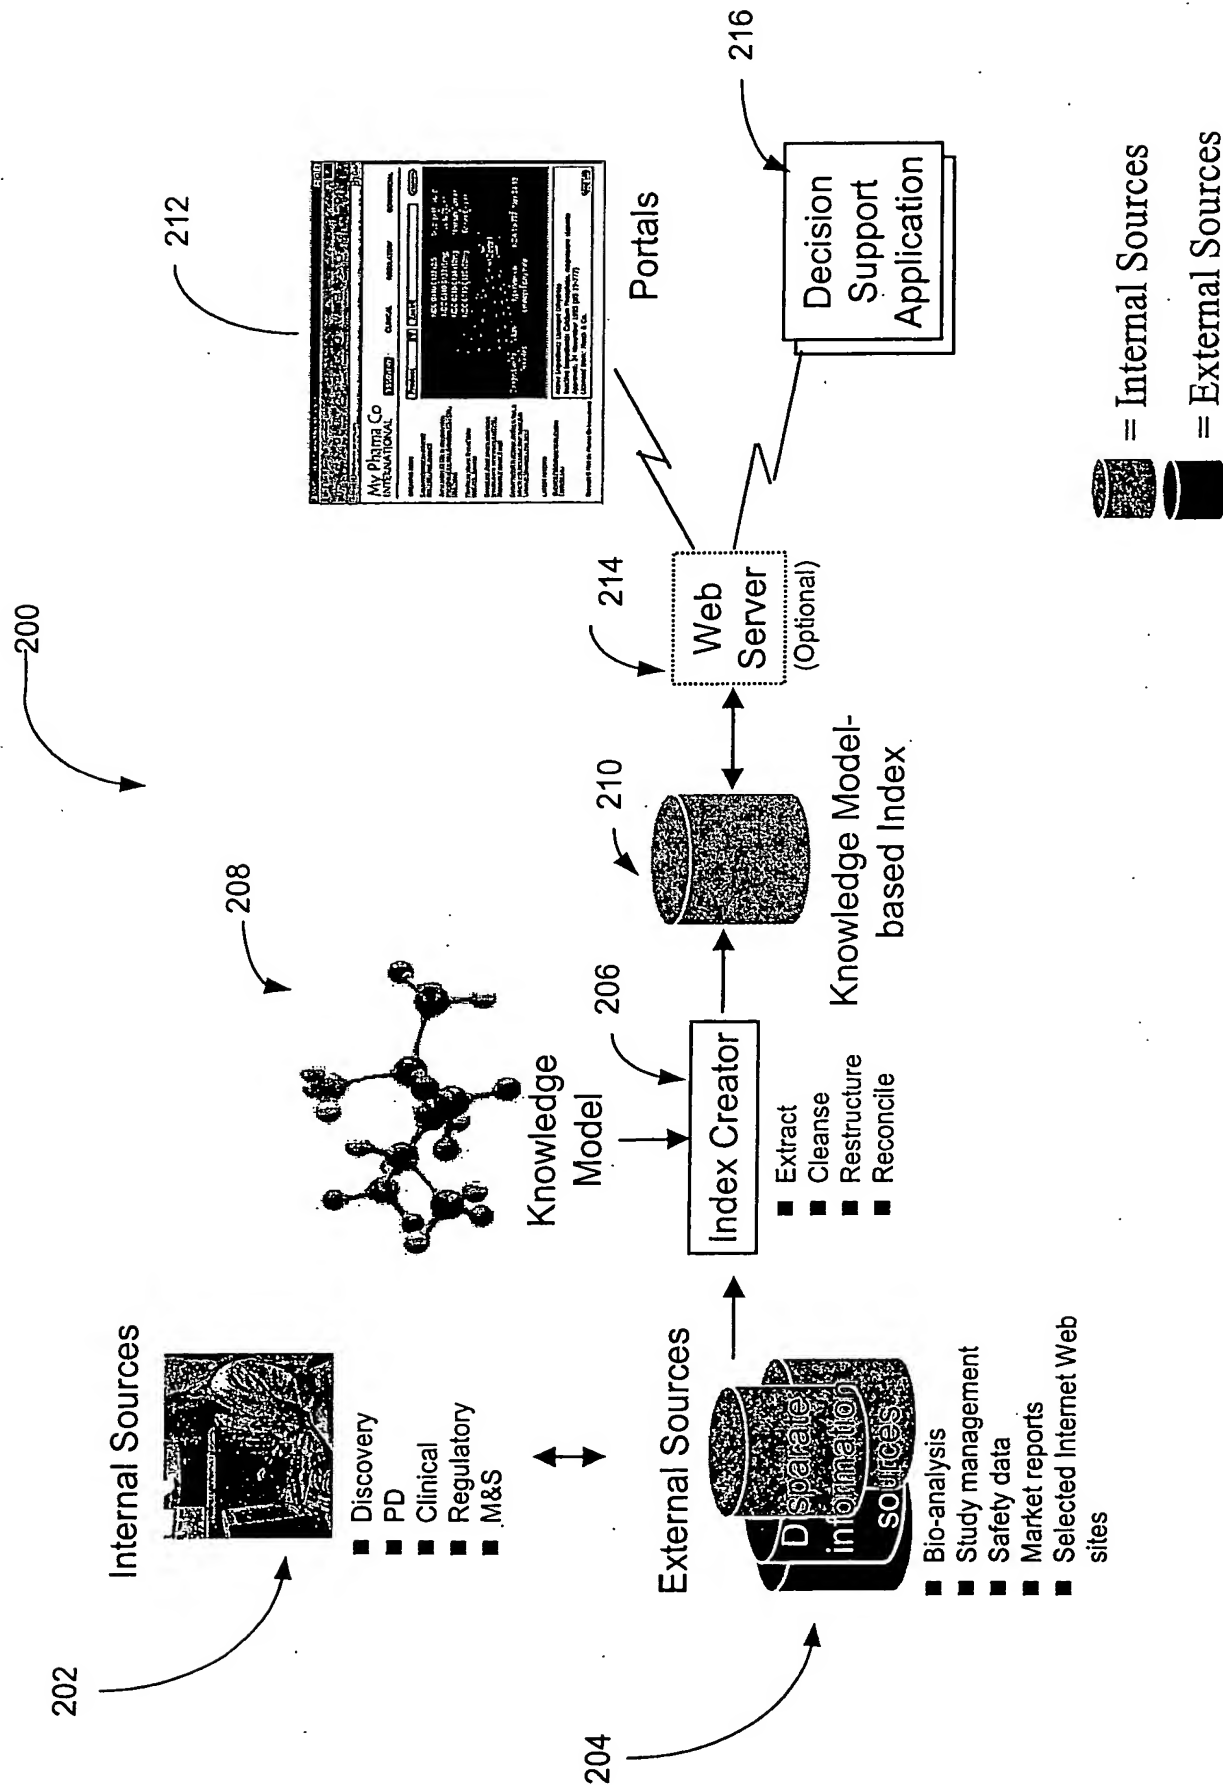 200
Internal Sources
202
■ Discovery
■ PD
■ Clinical
■ Regulatory
■ M&S
208
Knowledge
Model
212
My Phama Co
INTERNATIONAL
CLINICAL
REGULATORY
COMMERCIAL
Portals
External Sources
204
Disparate
information
sources
■ Bio-analysis
■ Study management
■ Safety data
■ Market reports
■ Selected Internet Web
sites
206
Index Creator
■ Extract
■ Cleanse
■ Restructure
■ Reconcile
210
Knowledge Model-
based Index
214
Web
Server
(Optional)
216
Decision
Support
Application
= Internal Sources
= External Sources